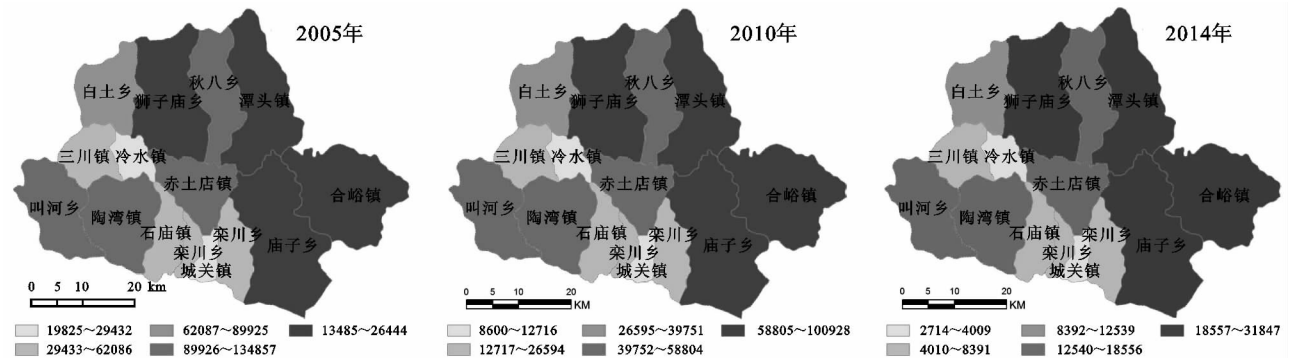 2005年
白土乡
狮子庙乡
秋八乡
潭头镇
三川镇
冷水镇
赤土店镇
合峪镇
叫河乡
陶湾镇
石庙镇
栾川乡
栾川乡
城关镇
庙子乡
0 5 10 20 km
19825～29432
62087～89925
13485～26444
29433～62086
89926～134857
2010年
白土乡
狮子庙乡
秋八乡
潭头镇
三川镇
冷水镇
赤土店镇
合峪镇
叫河乡
陶湾镇
石庙镇
栾川乡
栾川乡
城关镇
庙子乡
0 5 10 20 KM
8600～12716
26595～39751
58805～100928
12717～26594
39752～58804
2014年
白土乡
狮子庙乡
秋八乡
潭头镇
三川镇
冷水镇
赤土店镇
合峪镇
叫河乡
陶湾镇
石庙镇
栾川乡
栾川乡
城关镇
庙子乡
0 5 10 20 KM
2714～4009
8392～12539
18557～31847
4010～8391
12540～18556